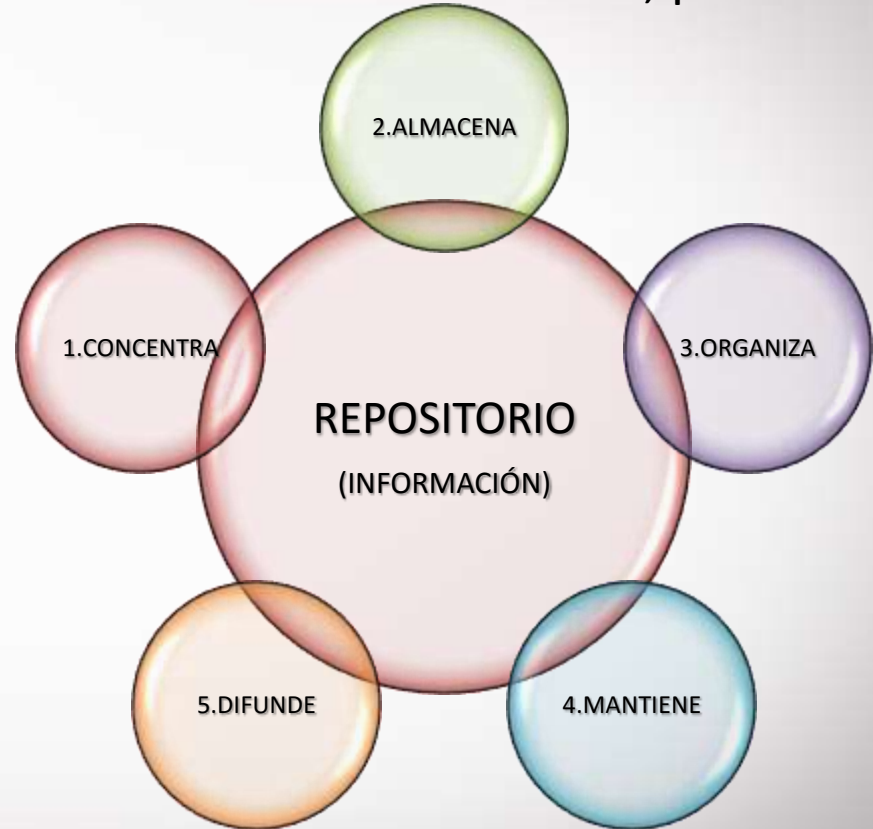 2.ALMACENA
1.CONCENTRA
3.ORGANIZA
REPOSITORIO
(INFORMACIÓN)
5.DIFUNDE
4.MANTIENE